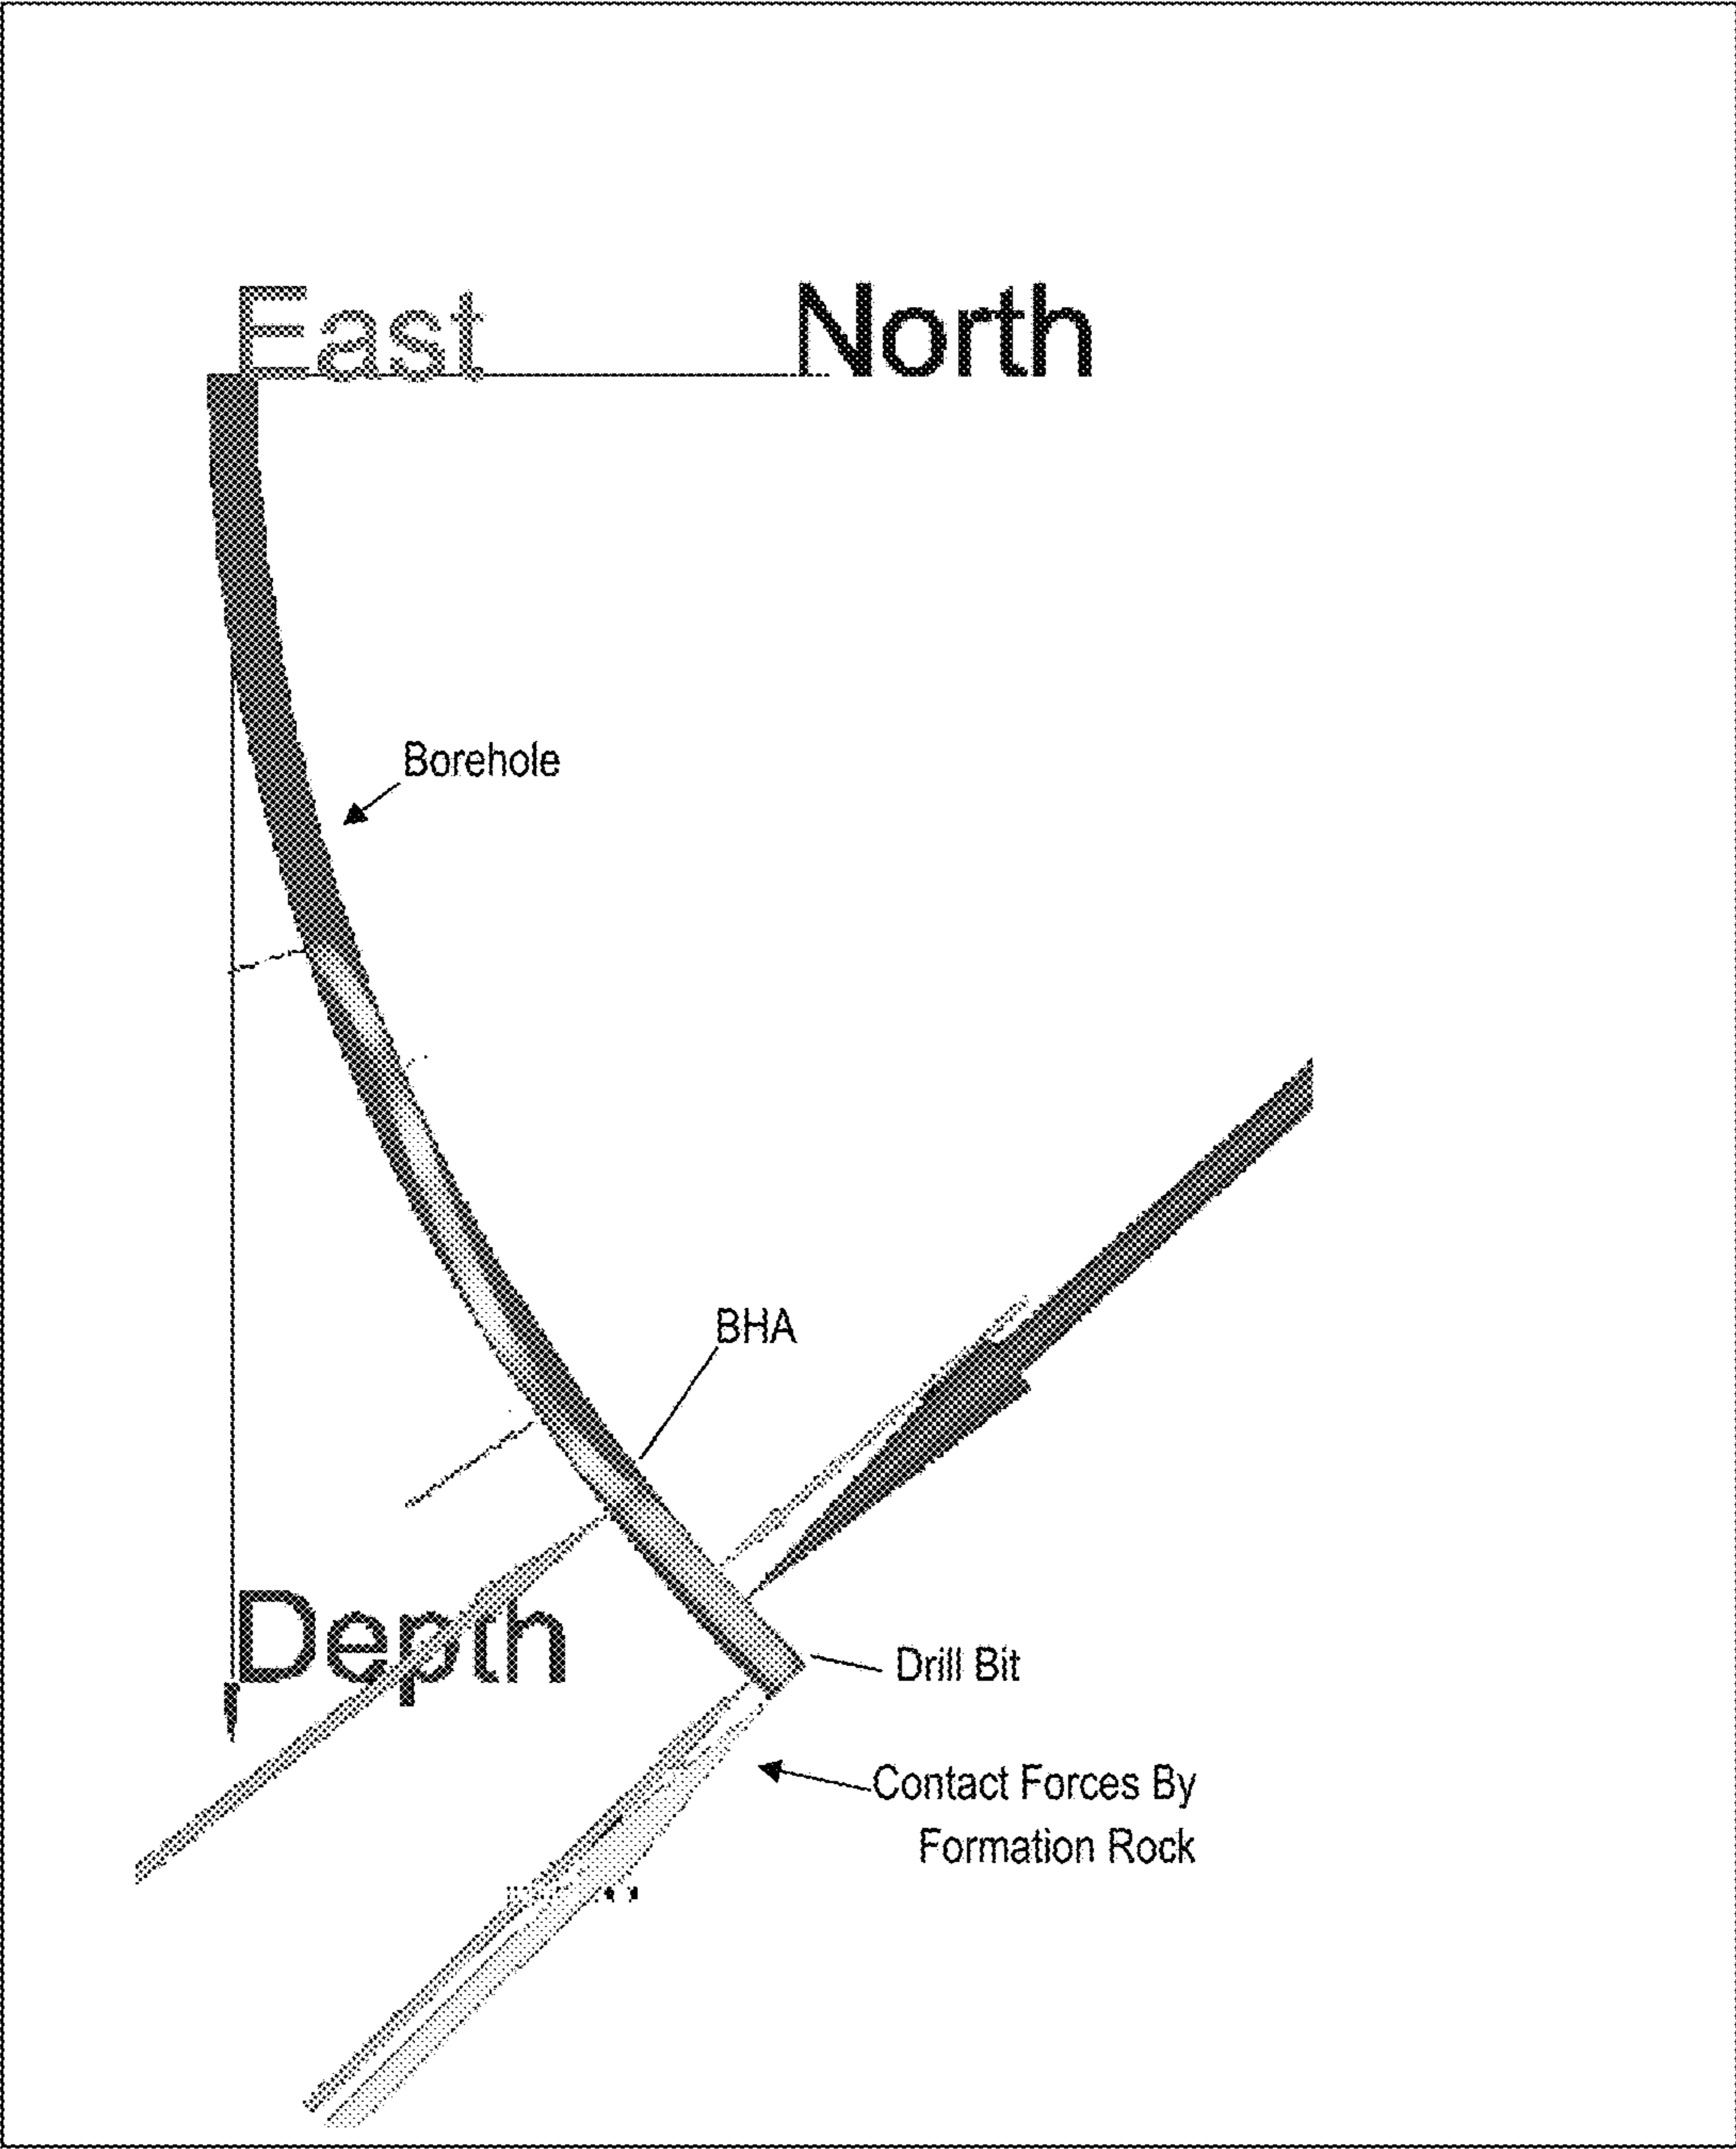 East
North
Borehole
BHA
Depth
Drill Bit
Contact Forces By
Formation Rock